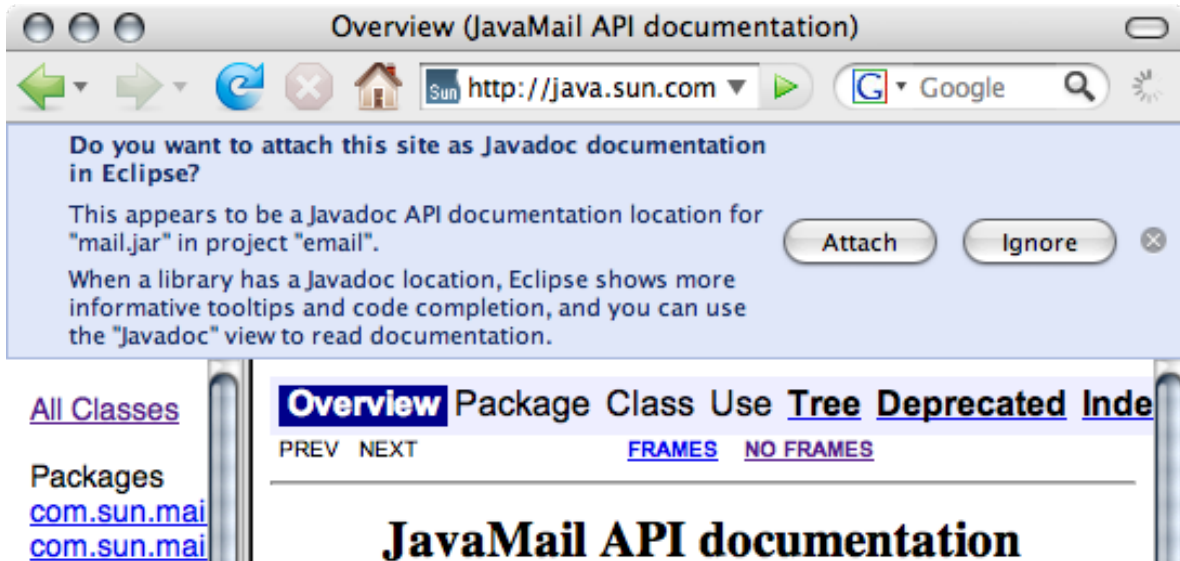 Overview (JavaMail API documentation)
Sun http://java.sun.com G Google
Do you want to attach this site as Javadoc documentation
in Eclipse?
This appears to be a Javadoc API documentation location for
"mail.jar" in project "email".
Attach Ignore
When a library has a Javadoc location, Eclipse shows more
informative tooltips and code completion, and you can use
the "Javadoc" view to read documentation.
All Classes
Packages
com.sun.mai
com.sun.mai
Overview Package Class Use Tree Deprecated Inde
PREV NEXT FRAMES NO FRAMES
JavaMail API documentation